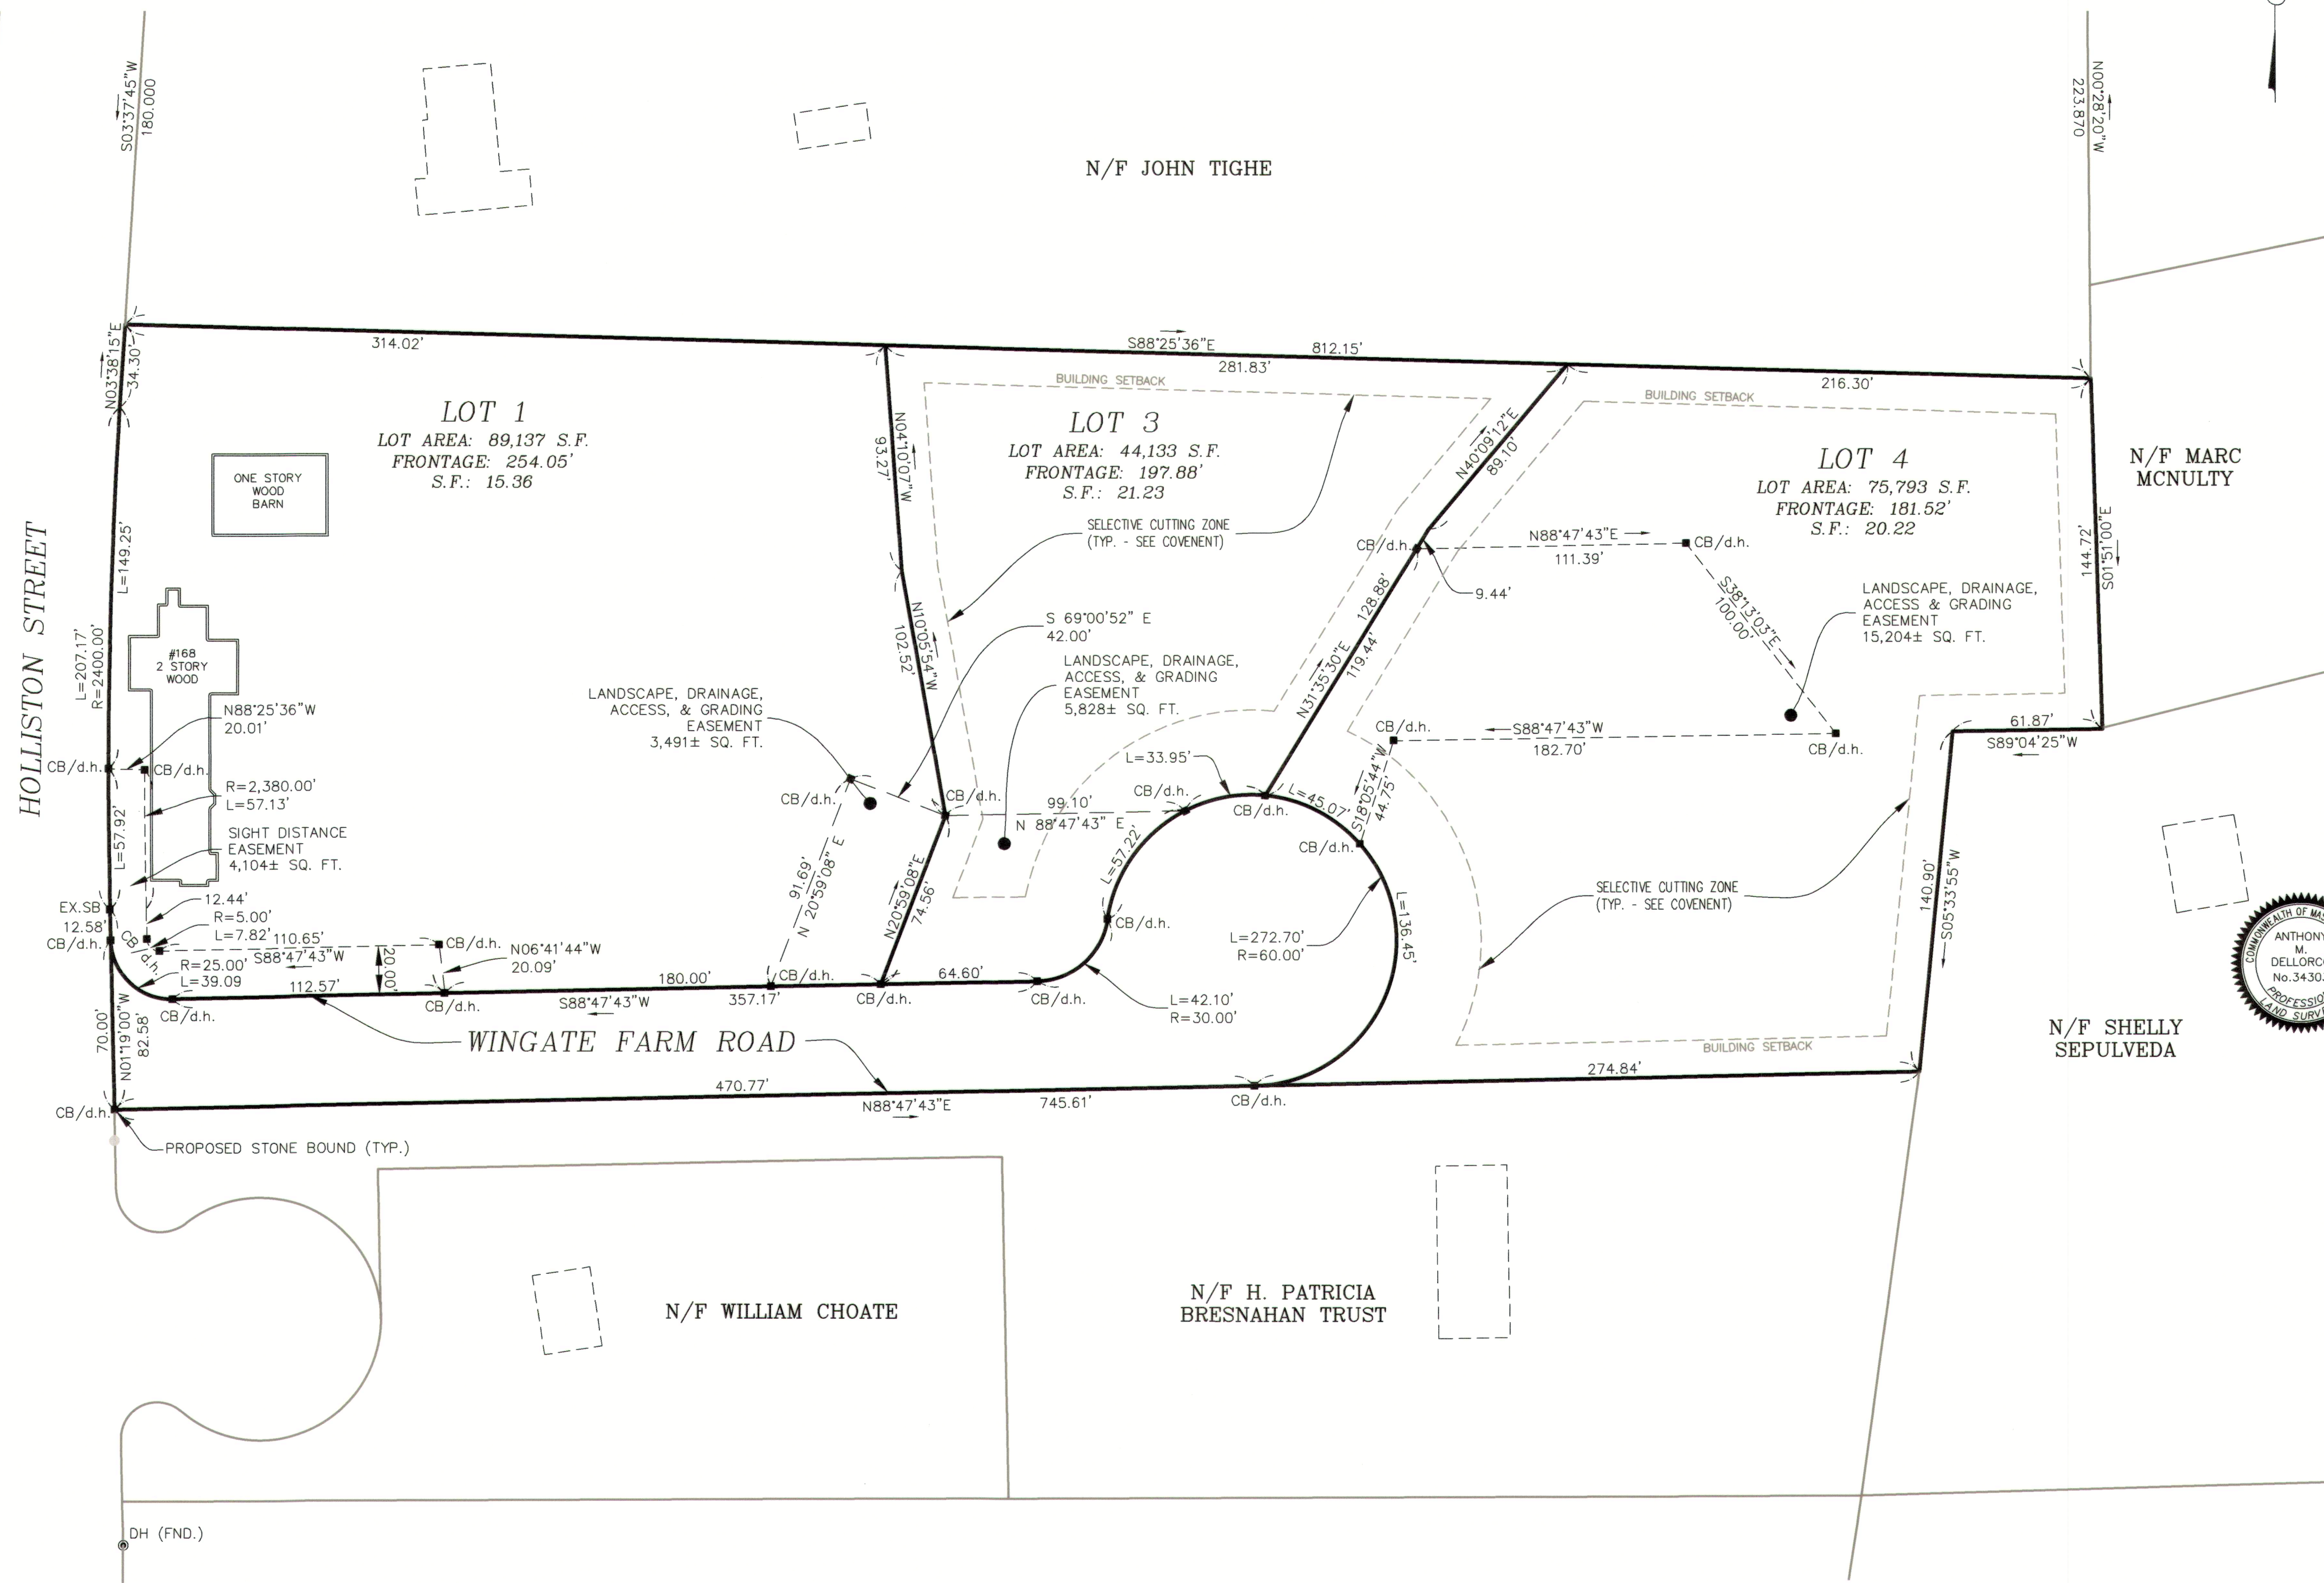 S03°37'45"W
180.000
N00°28'20"W
223.870
N/F JOHN TIGHE
N03°38'15"E
34.30'
314.02'
S88°25'36"E
812.15'
281.83'
216.30'
BUILDING SETBACK
BUILDING SETBACK
LOT 1
LOT AREA: 89,137 S.F.
FRONTAGE: 254.05'
S.F.: 15.36
LOT 3
LOT AREA: 44,133 S.F.
FRONTAGE: 197.88'
S.F.: 21.23
LOT 4
LOT AREA: 75,793 S.F.
FRONTAGE: 181.52'
S.F.: 20.22
N/F MARC
MCNULTY
ONE STORY
WOOD
BARN
N04°10'07"W
93.27'
N40°09'12"E
89.10'
SELECTIVE CUTTING ZONE
(TYP. - SEE COVENENT)
CB/d.h.
N88°47'43"E
111.39'
CB/d.h.
9.44'
S38°13'03"E
100.00'
144.72'
S01°51'00"E
LANDSCAPE, DRAINAGE,
ACCESS & GRADING
EASEMENT
15,204± SQ. FT.
HOLLISTON STREET
L=149.25'
L=207.17'
R=2400.00'
#168
2 STORY
WOOD
N10°05'54"W
102.52'
S 69°00'52" E
42.00'
LANDSCAPE, DRAINAGE,
ACCESS, & GRADING
EASEMENT
5,828± SQ. FT.
128.88'
N31°35'30"E
119.44'
LANDSCAPE, DRAINAGE,
ACCESS, & GRADING
EASEMENT
3,491± SQ. FT.
N88°25'36"W
20.01'
CB/d.h.
CB/d.h.
R=2,380.00'
L=57.13'
L=57.92'
SIGHT DISTANCE
EASEMENT
4,104± SQ. FT.
CB/d.h.
S88°47'43"W
182.70'
CB/d.h.
61.87'
S89°04'25"W
L=33.95'
CB/d.h.
CB/d.h.
99.10'
N 88°47'43" E
CB/d.h.
CB/d.h.
L=45.07'
S18°05'44"W
44.75'
CB/d.h.
L=57.22'
91.69'
N 20°59'08" E
N20°59'08"E
74.56'
EX.SB
12.58'
CB/d.h.
12.44'
R=5.00'
L=7.82'
CB/d.h.
110.65'
S88°47'43"W
20.00'
CB/d.h.
N06°41'44"W
20.09'
R=25.00'
L=39.09
112.57'
CB/d.h.
CB/d.h.
180.00'
S88°47'43"W
357.17'
CB/d.h.
CB/d.h.
64.60'
CB/d.h.
CB/d.h.
L=42.10'
R=30.00'
L=272.70'
R=60.00'
L=136.45'
SELECTIVE CUTTING ZONE
(TYP. - SEE COVENENT)
140.90'
S05°33'55"W
COMMONWEALTH OF MAS
ANTHONY
M.
DELLORCO
No.3430
PROFESSIO
LAND SURV
N/F SHELLY
SEPULVEDA
70.00'
N01°19'00"W
82.58'
WINGATE FARM ROAD
BUILDING SETBACK
CB/d.h.
470.77'
N88°47'43"E
745.61'
CB/d.h.
274.84'
PROPOSED STONE BOUND (TYP.)
N/F WILLIAM CHOATE
N/F H. PATRICIA
BRESNAHAN TRUST
DH (FND.)